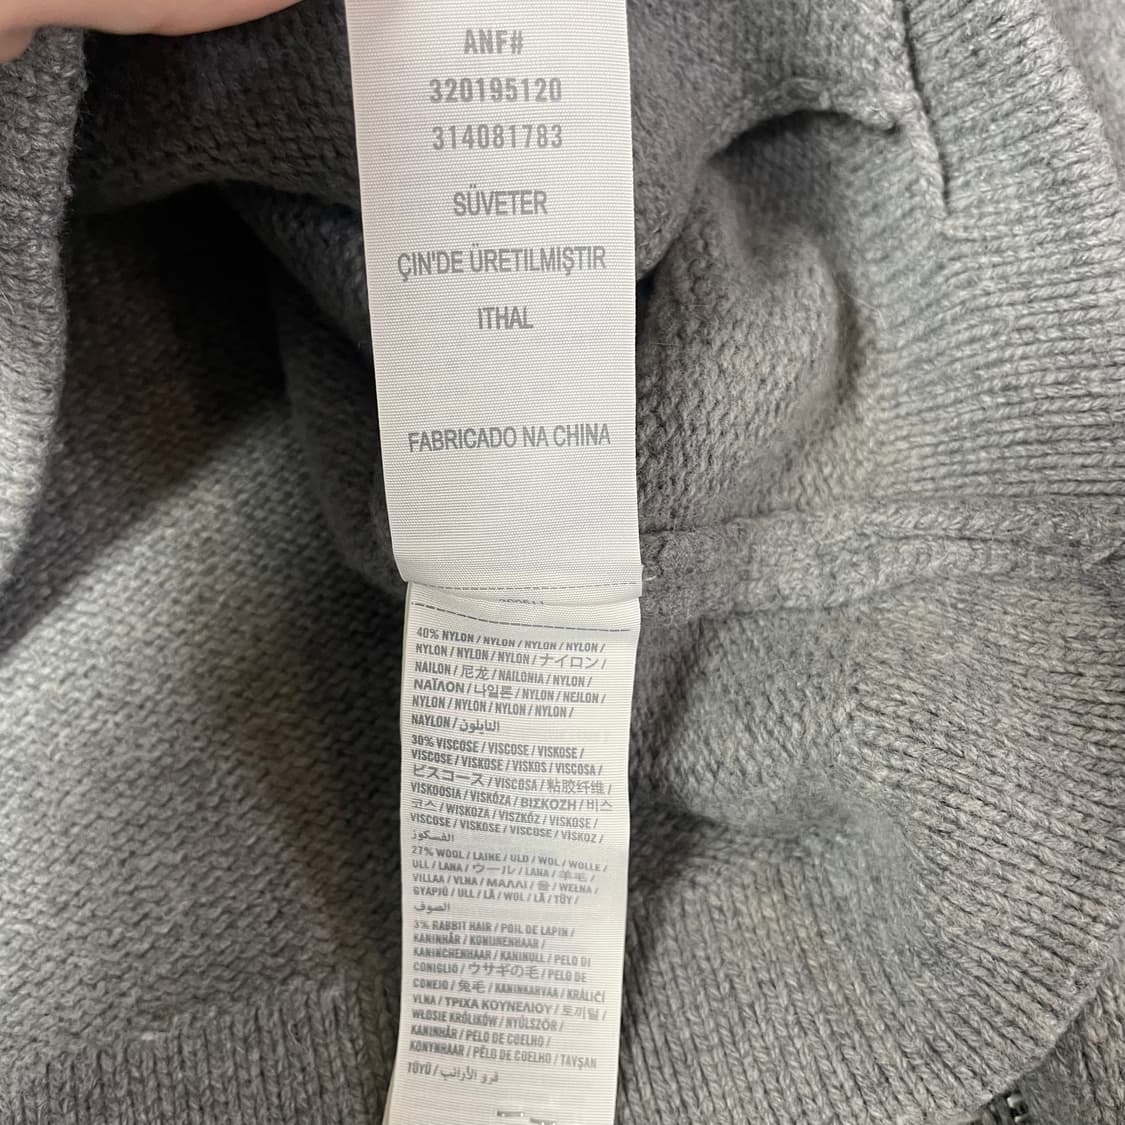 ANF#
320195120
314081783
SÜVETER
ÇIN'DE ÜRETILMIŞTIR
ITHAL
FABRICADO NA CHINA
40% NYLON / NYLON / NYLON / NYLON /
NYLON / NYLON / NYLON / ナイロン /
NAILON / 尼龙 / NAILONIA / NYLON /
ΝΑΪΛΟΝ / 나일론 / NYLON / NEJLON /
NYLON / NYLON / NYLON / NYLON /
NAYLON / النايلون
30% VISCOSE / VISCOSE / VISKOSE /
VISCOSE / VISKOSE / VISKOS / VISCOSA /
ビスコース / VISCOSA / 粘胶纤维 /
VISKOOSIA / VISKÓZA / ΒΙΣΚΟΖΗ / 비스
코스 / WISKOZA / VISZKÓZ / VISKOSE /
VISCOSE / VISKOSE / VISCOSE / VİSKOZ /
الفسكوز
27% WOOL / LAINE / ULD / WOL / WOLLE /
ULL / LANA / ウール / LANA / 羊毛 /
VILLAA / VLNA / ΜΑΛΛΙ / 울 / WEŁNA /
GYAPJÚ / ULL / LÃ / WOL / LÃ / TÜY /
الصوف
3% RABBIT HAIR / POIL DE LAPIN /
KANINHÅR / KONIJNENHAAR /
KANINCHENHAAR / KANINULL / PELO DI
CONIGLIO / ウサギの毛 / PELO DE
CONEJO / 兔毛 / KANINKARVAA / KRÁLIČÍ
VLNA / ΤΡΙΧΑ ΚΟΥΝΕΛΙΟΥ / 토끼털 /
WŁOSIE KRÓLIKÓW / NYÚLSZŐR /
KANINHÅR / PELO DE COELHO /
KONYNHAAR / PÊLO DE COELHO / TAVŞAN
TÜYÜ / فرو الأرانب